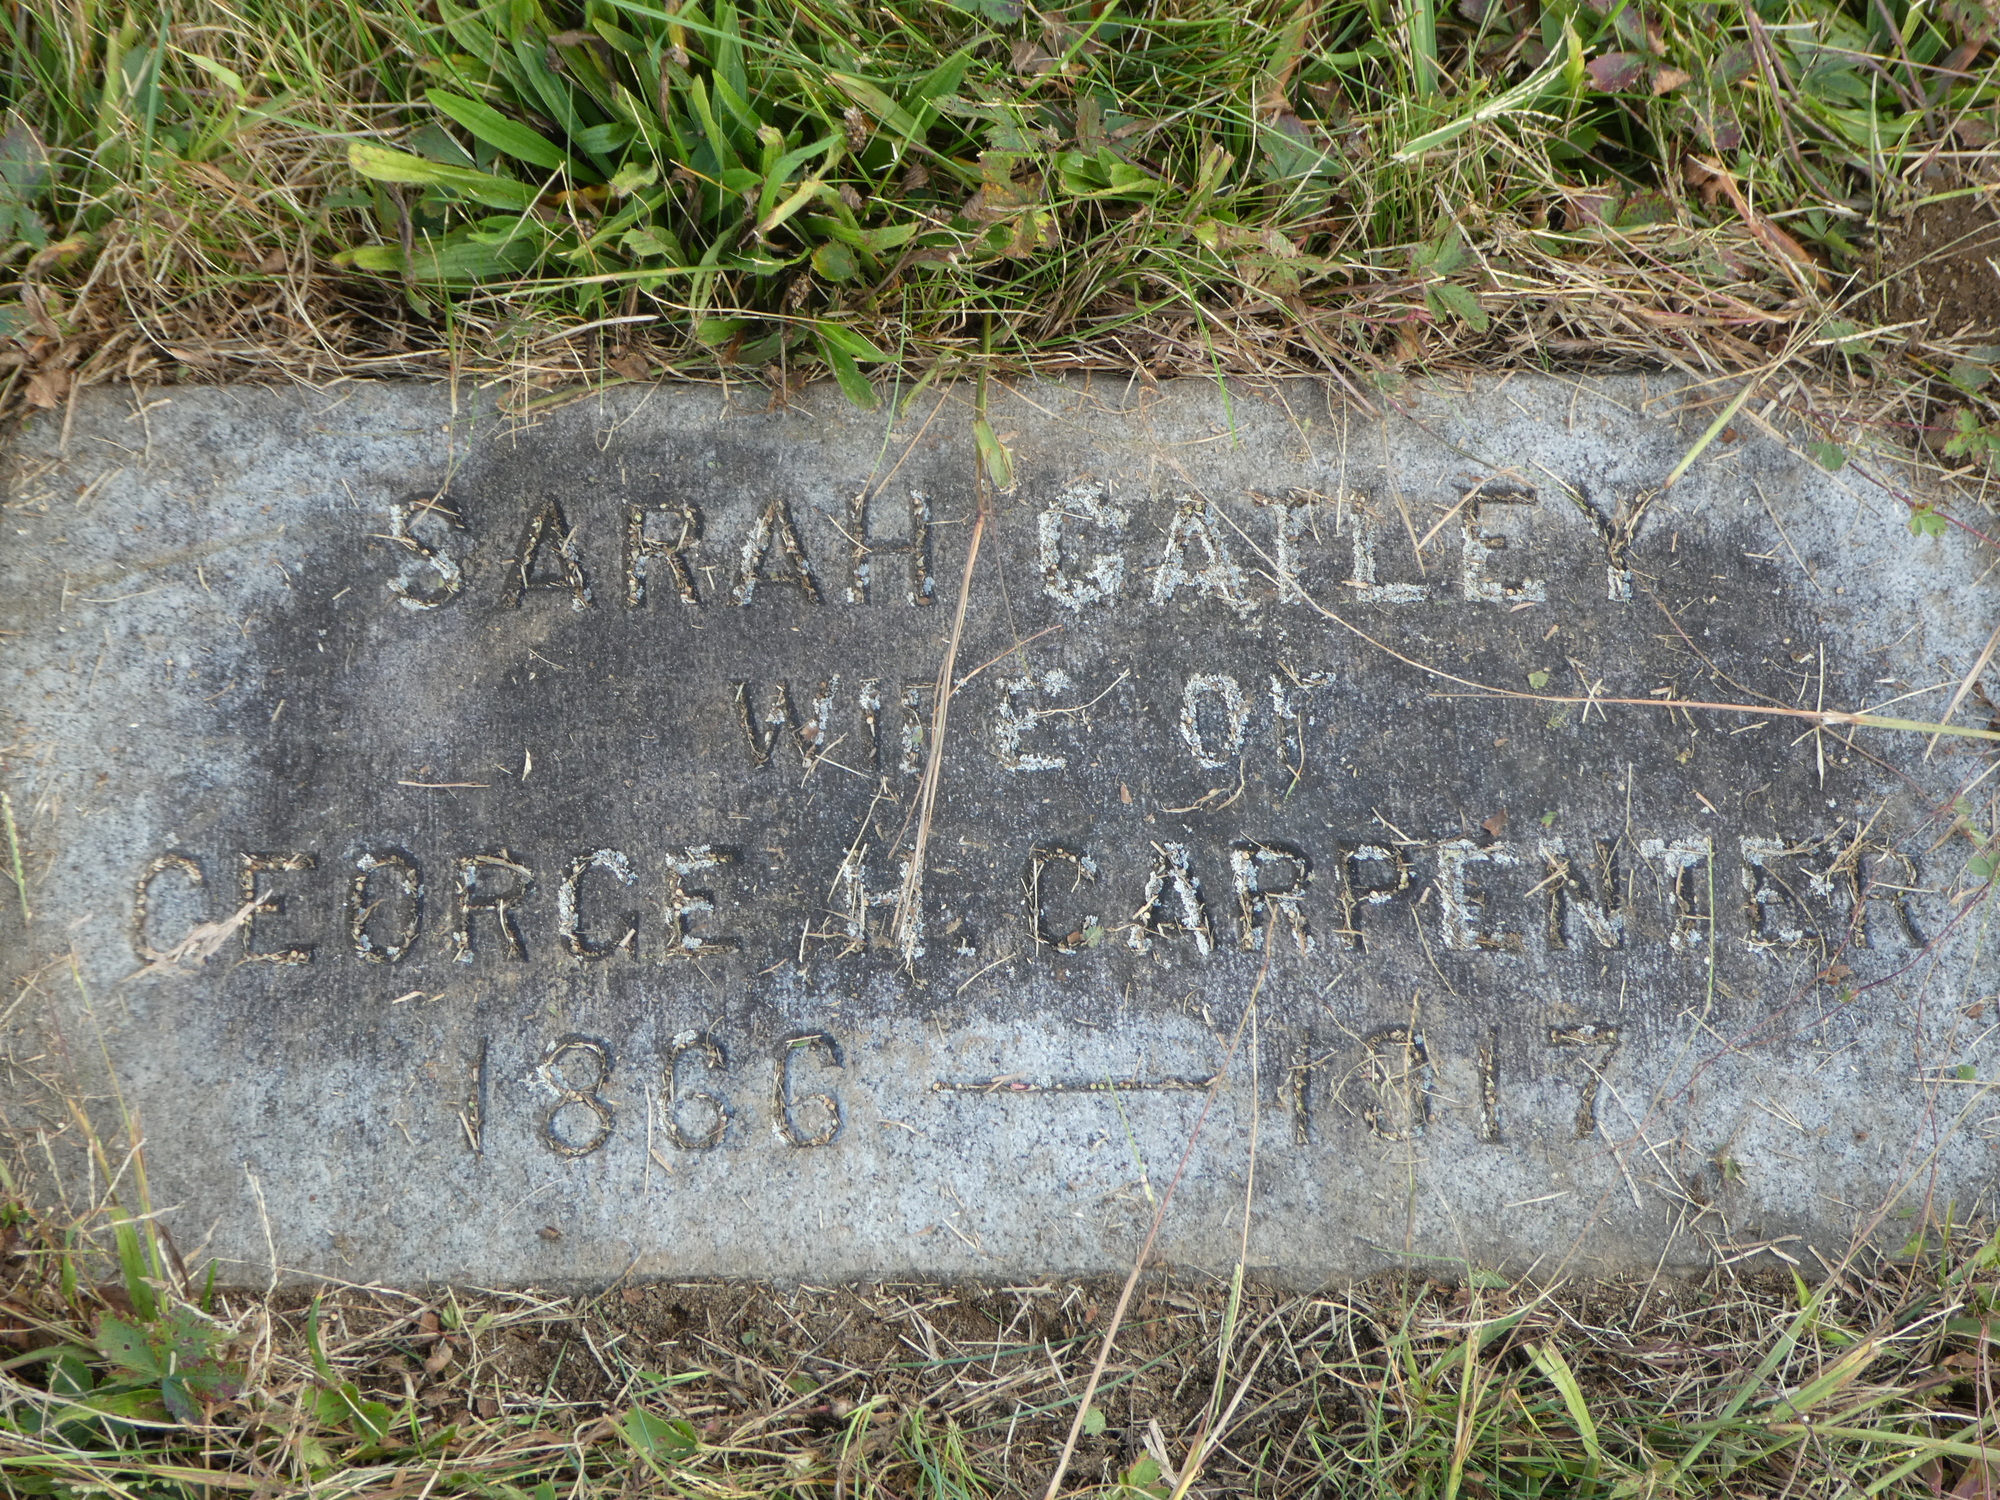 SARAH GATLEY
WIFE OF
GEORGE H. CARPENTER
1866 — 1917